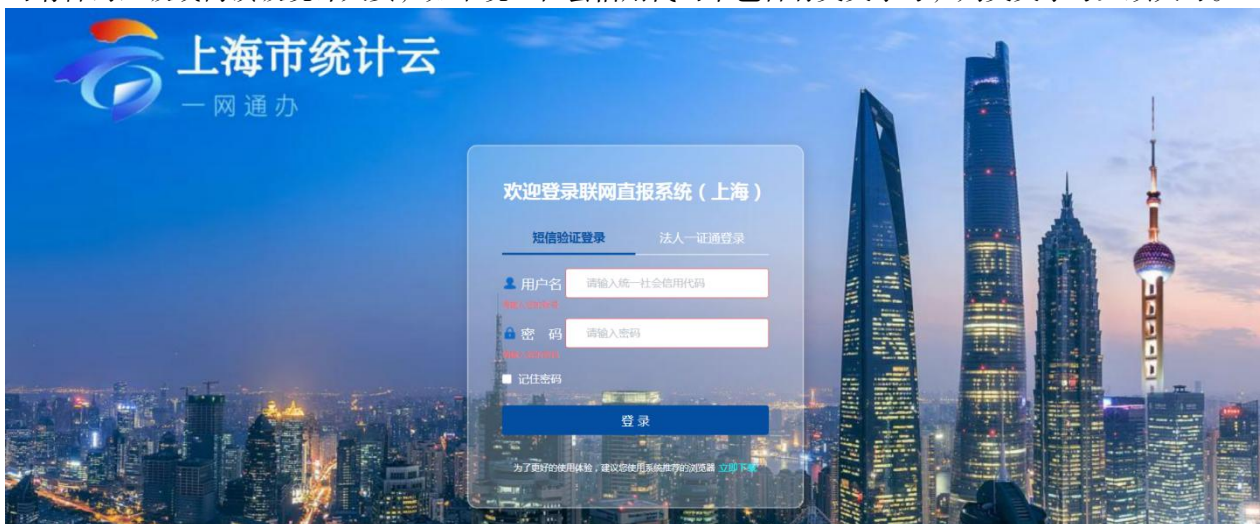 上海市统计云
一网通办
欢迎登录联网直报系统（上海）
短信验证登录 法人一证通登录
用户名 请输入统一社会信用代码
密 码 请输入密码
记住密码
登录
为了更好的使用体验，建议您使用系统推荐的浏览器 立即下载